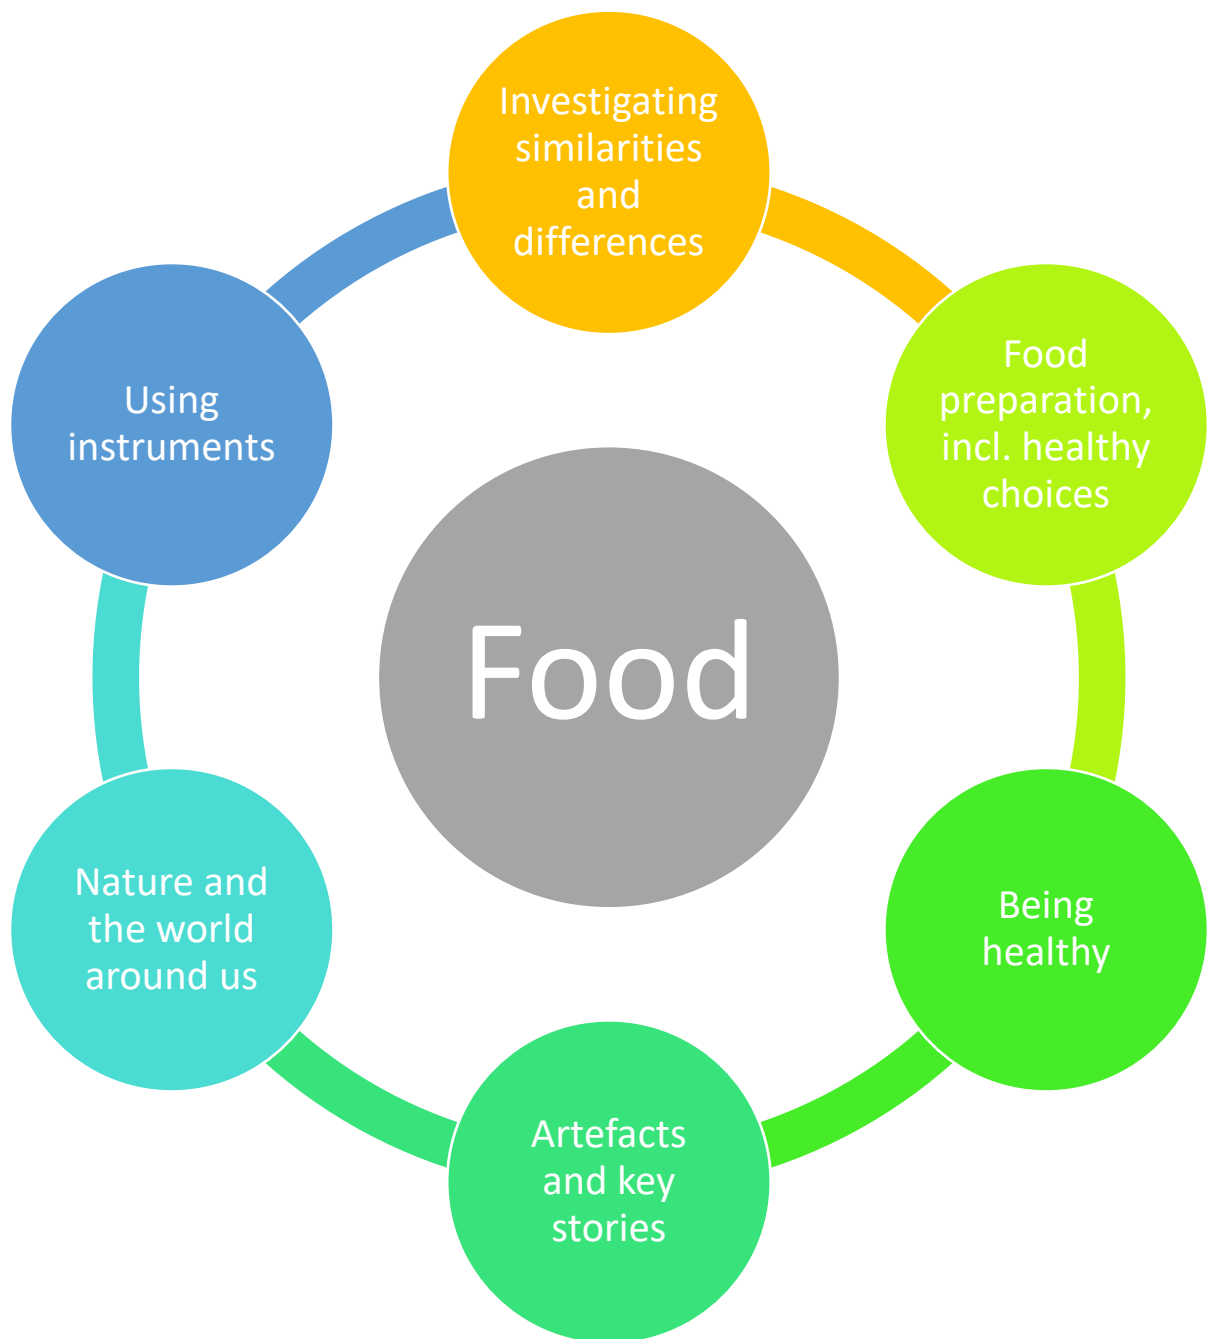 Investigating
similarities
and
differences
Food
preparation,
incl. healthy
choices
Being
healthy
Artefacts
and key
stories
Nature and
the world
around us
Using
instruments
Food